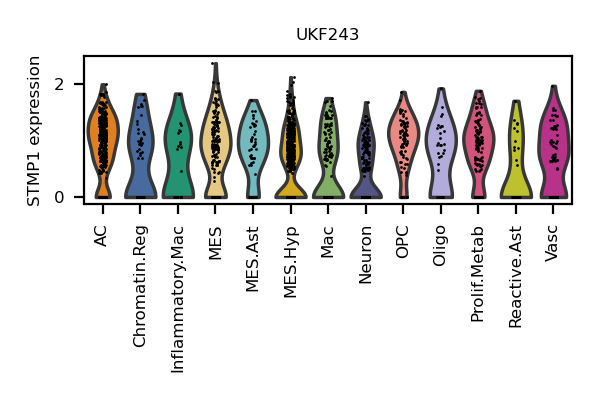 UKF243
STMP1 expression
2
0
AC
Chromatin.Reg
Inflammatory.Mac
MES
MES.Ast
MES.Hyp
Mac
Neuron
OPC
Oligo
Prolif.Metab
Reactive.Ast
Vasc